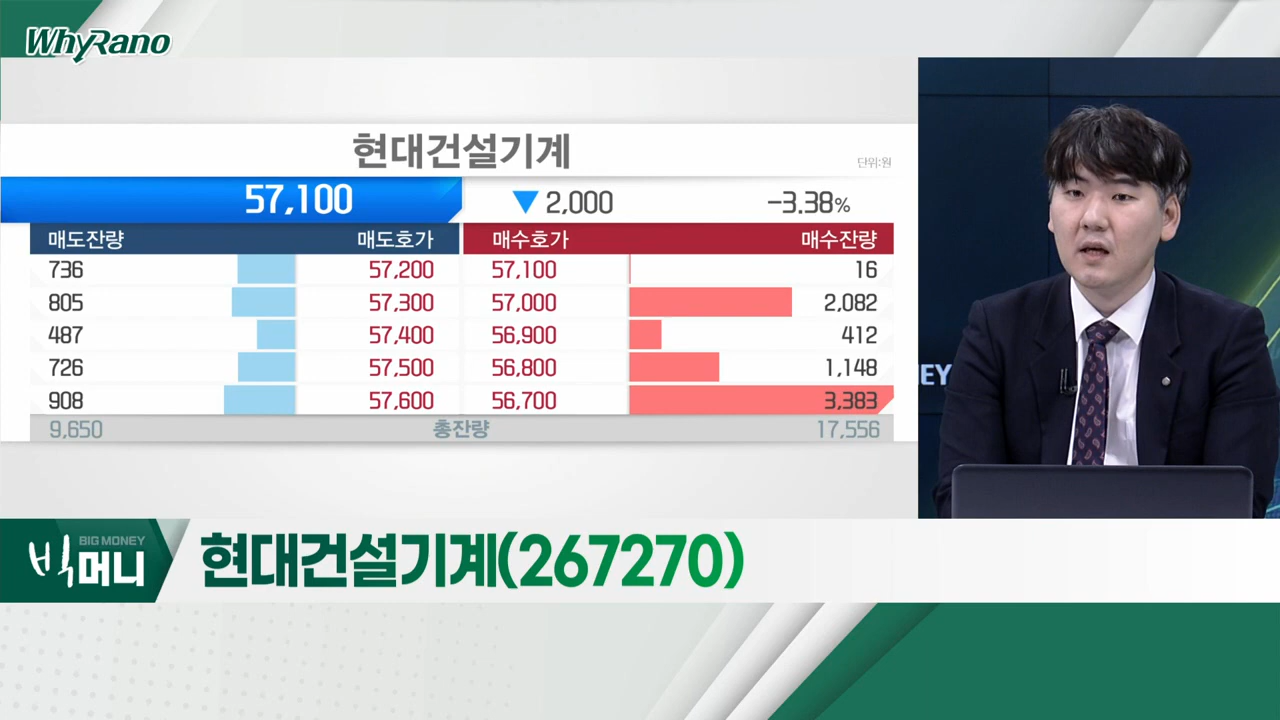 WhyRano
현대건설기계
단위:원
57,100 ▼2,000 -3.38%
매도잔량 매도호가 매수호가 매수잔량
736 57,200 57,100 16
805 57,300 57,000 2,082
487 57,400 56,900 412
726 57,500 56,800 1,148
908 57,600 56,700 3,383
9,650 총잔량 17,556
EY
BIG MONEY
빅머니
현대건설기계(267270)